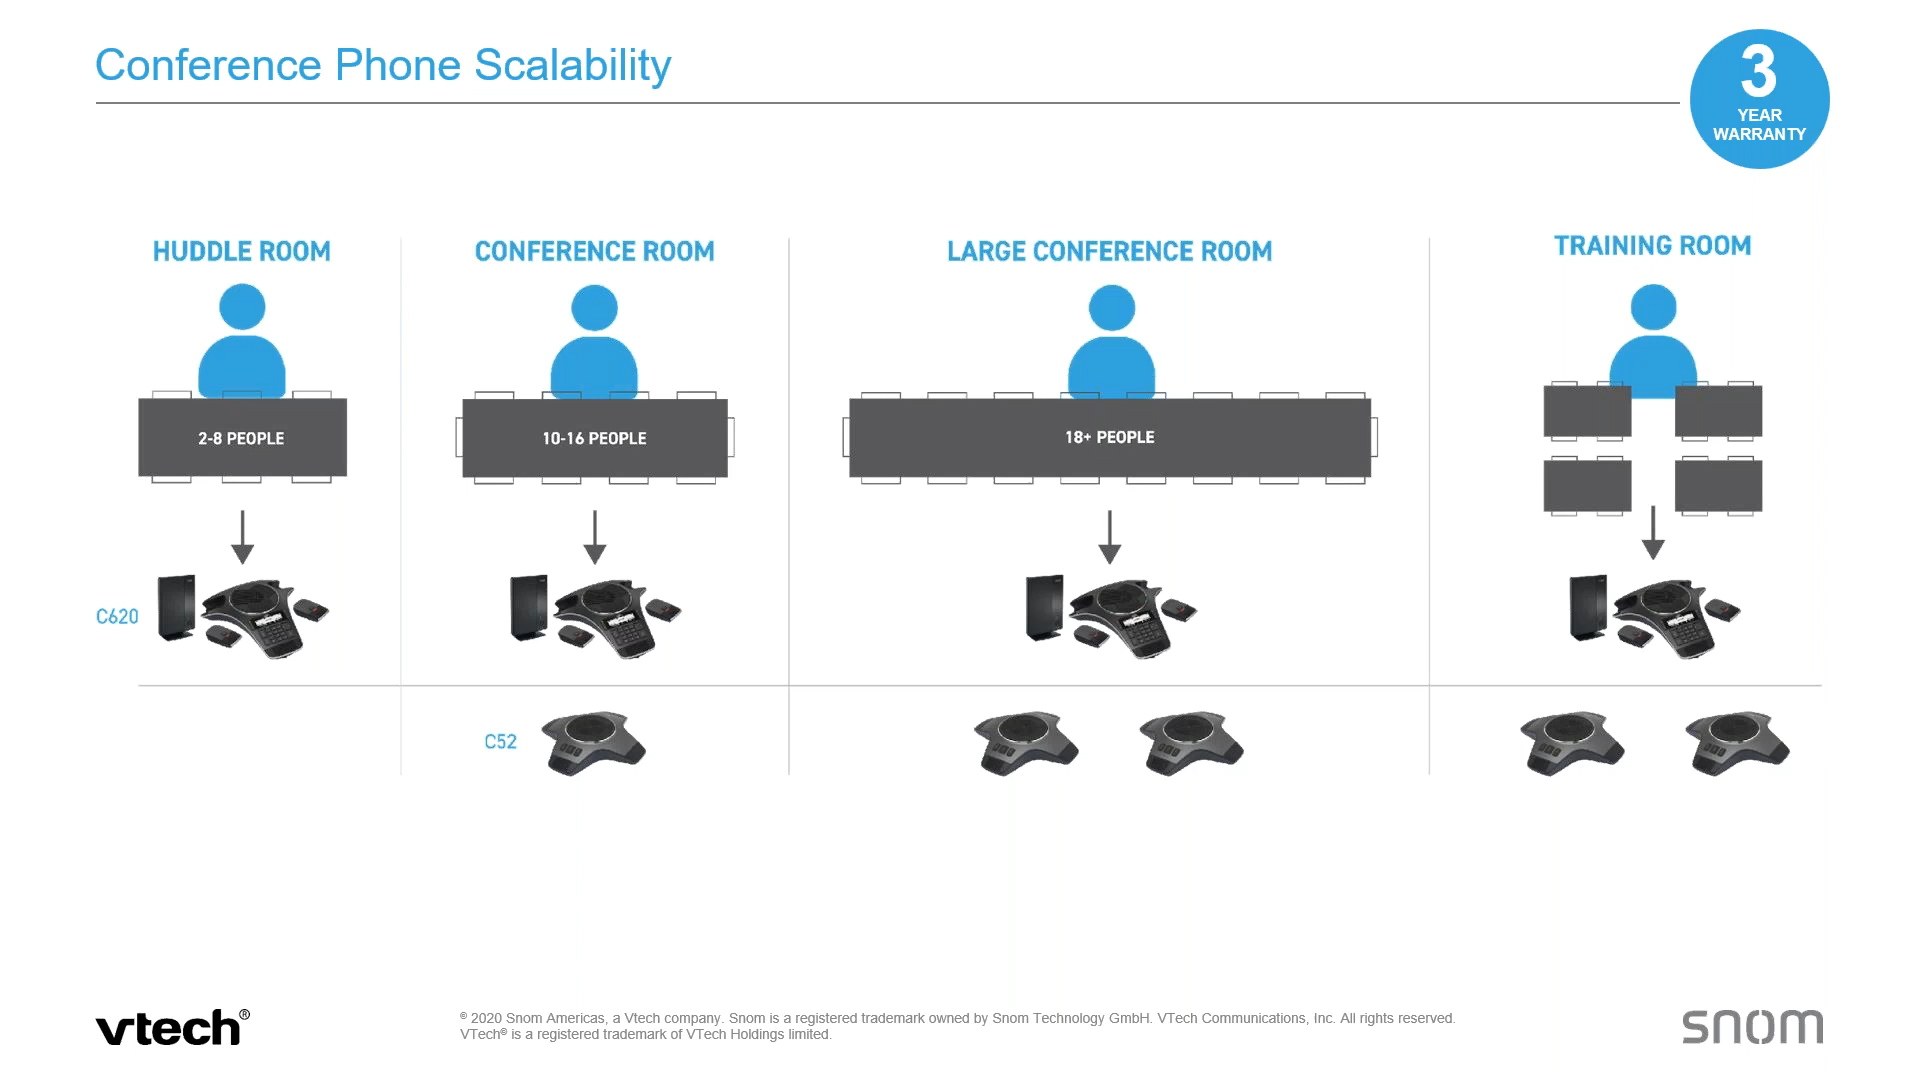 Conference Phone Scalability
3
YEAR
WARRANTY
HUDDLE ROOM
CONFERENCE ROOM
LARGE CONFERENCE ROOM
TRAINING ROOM
2-8 PEOPLE
10-16 PEOPLE
18+ PEOPLE
C620
C52
vtech®
© 2020 Snom Americas, a Vtech company. Snom is a registered trademark owned by Snom Technology GmbH. VTech Communications, Inc. All rights reserved.
VTech® is a registered trademark of VTech Holdings limited.
snom